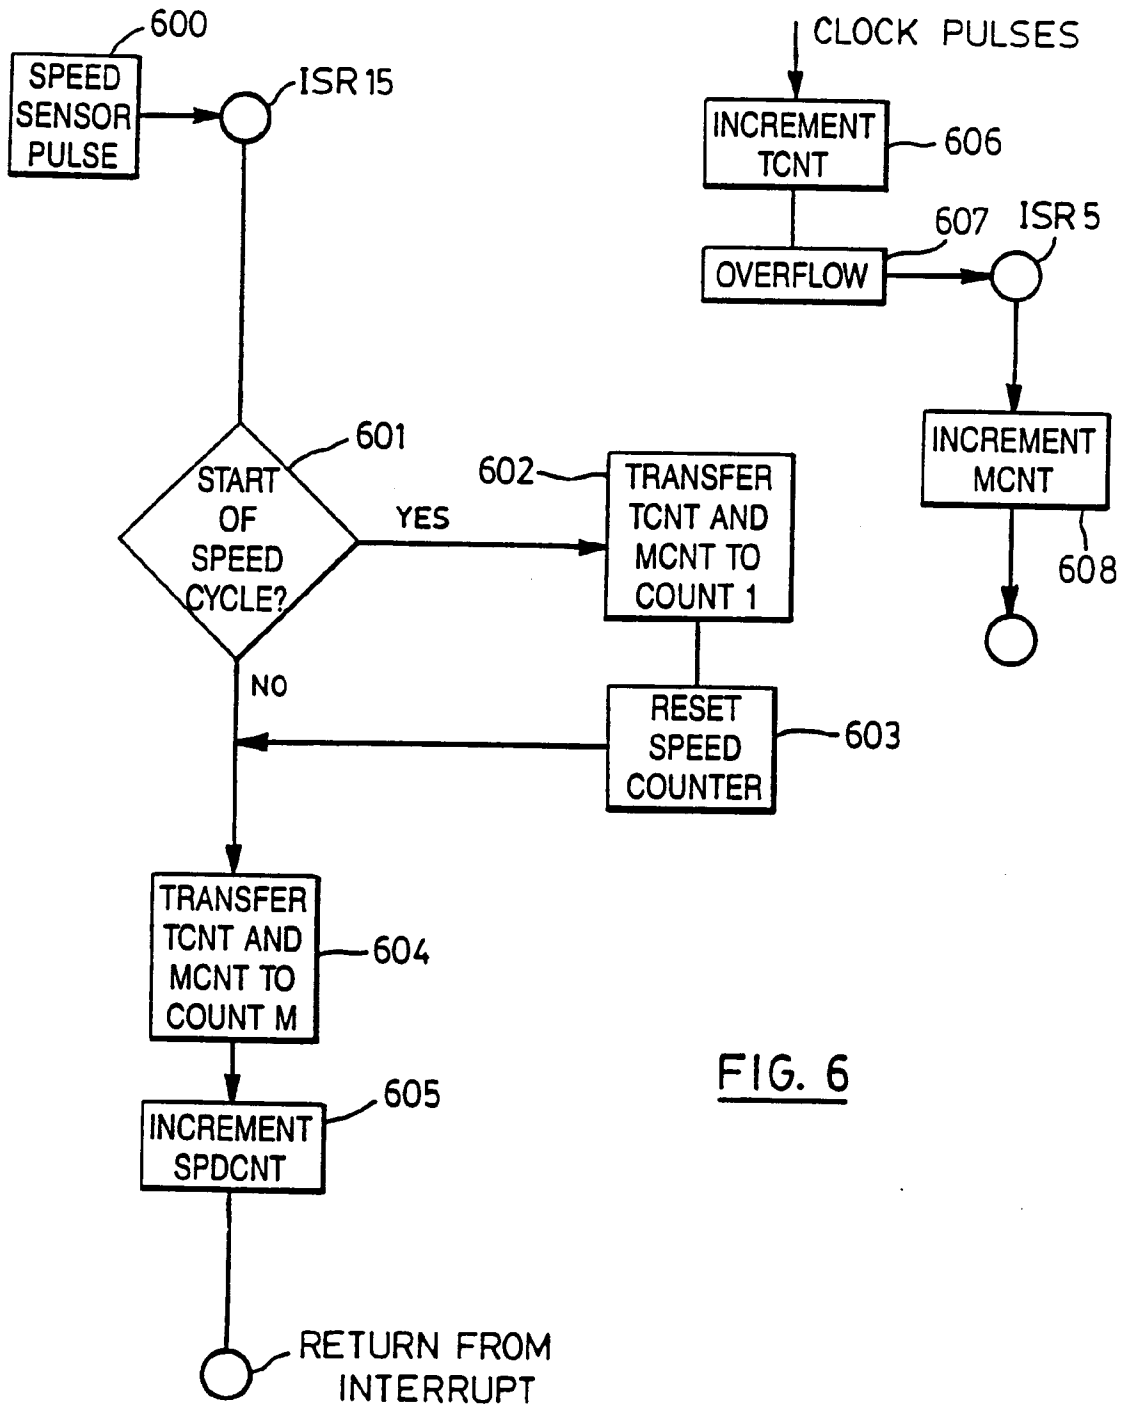 600
SPEED
SENSOR
PULSE
ISR 15
601
START
OF
SPEED
CYCLE?
YES
NO
602
TRANSFER
TCNT AND
MCNT TO
COUNT 1
RESET
SPEED
COUNTER
603
TRANSFER
TCNT AND
MCNT TO
COUNT M
604
INCREMENT
SPDCNT
605
RETURN FROM
INTERRUPT
CLOCK PULSES
INCREMENT
TCNT
606
OVERFLOW
607
ISR 5
INCREMENT
MCNT
608
FIG. 6